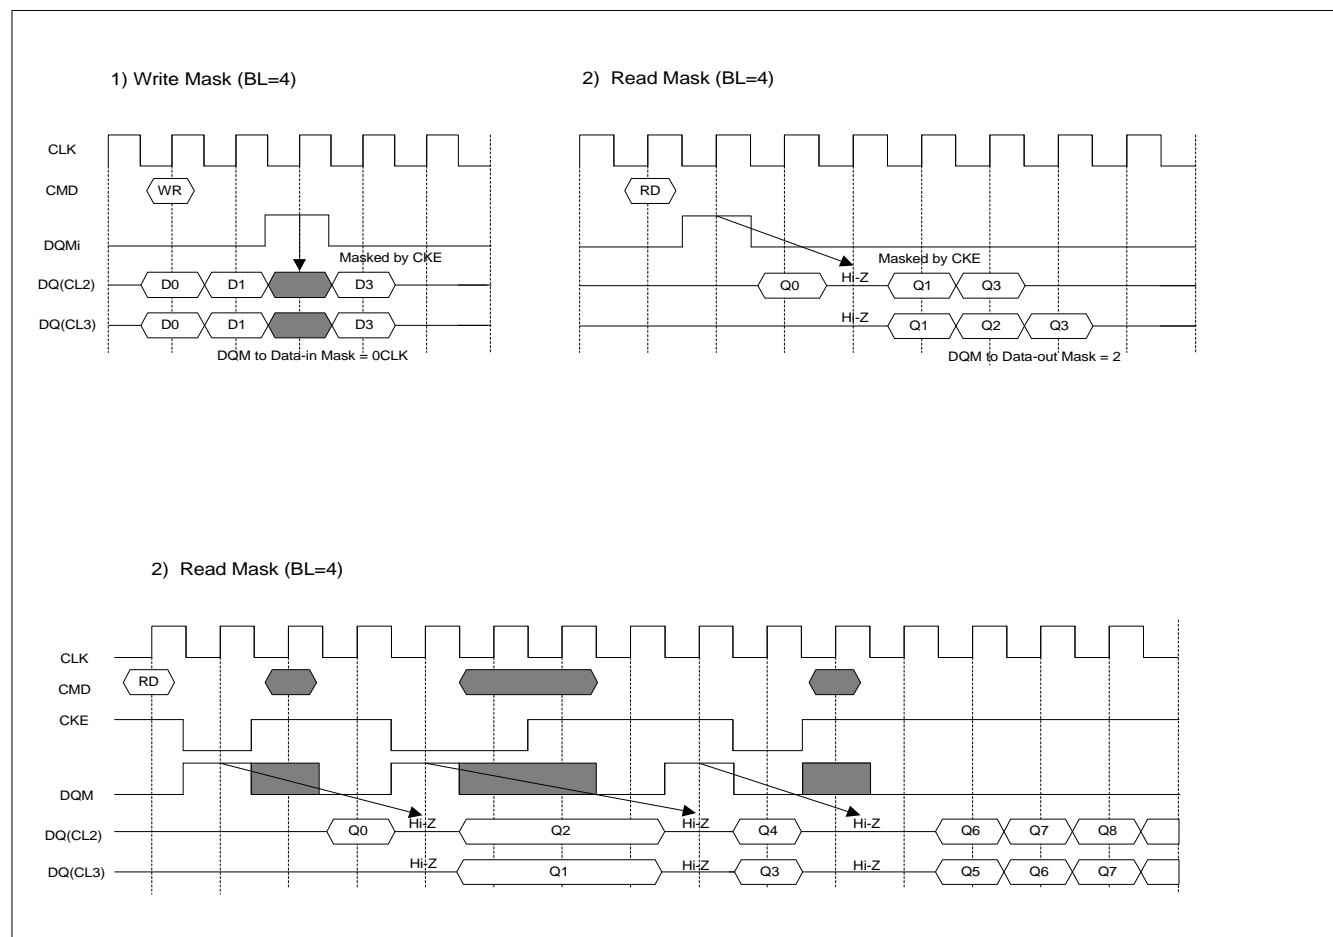 1) Write Mask (BL=4)
CLK
CMD
WR
DQMi
Masked by CKE
DQ(CL2)
D0 D1 D3
DQ(CL3)
D0 D1 D3
DQM to Data-in Mask = 0CLK
2) Read Mask (BL=4)
RD
Masked by CKE
Hi-Z
Q0 Q1 Q3
Hi-Z
Q1 Q2 Q3
DQM to Data-out Mask = 2
2) Read Mask (BL=4)
CLK
CMD
RD
CKE
DQM
DQ(CL2)
Q0 Hi-Z Q2 Hi-Z Q4 Hi-Z Q6 Q7 Q8
DQ(CL3)
Hi-Z Q1 Hi-Z Q3 Hi-Z Q5 Q6 Q7